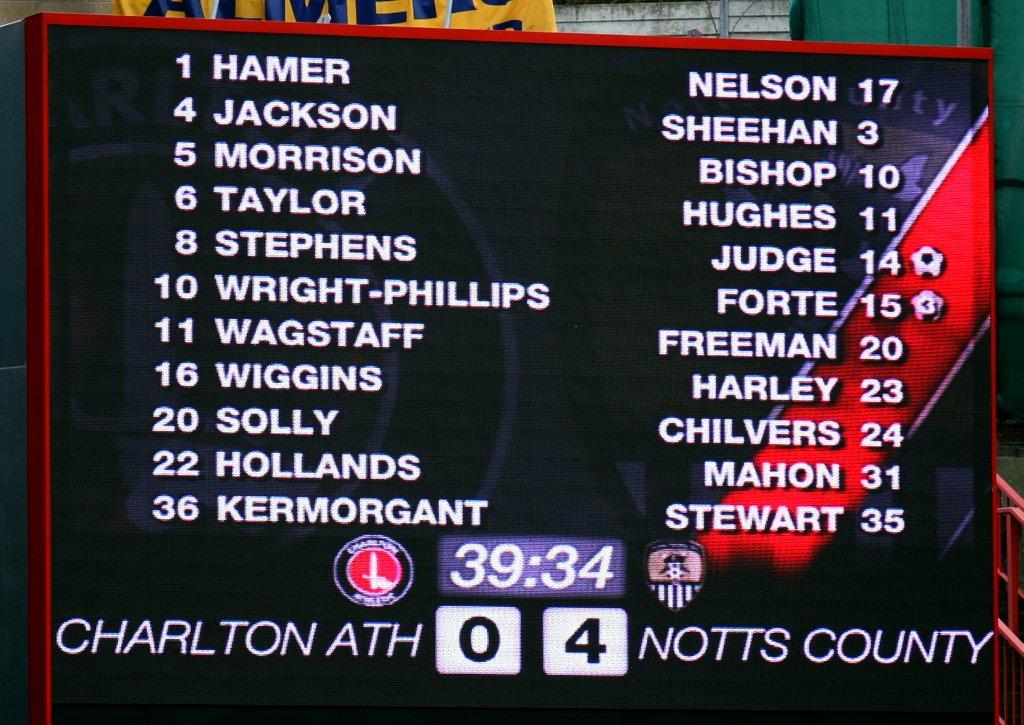 1 HAMER
4 JACKSON
5 MORRISON
6 TAYLOR
8 STEPHENS
10 WRIGHT-PHILLIPS
11 WAGSTAFF
16 WIGGINS
20 SOLLY
22 HOLLANDS
36 KERMORGANT
NELSON 17
SHEEHAN 3
BISHOP 10
HUGHES 11
JUDGE 14
FORTE 15 3
FREEMAN 20
HARLEY 23
CHILVERS 24
MAHON 31
STEWART 35
39:34
CHARLTON ATH 0 4 NOTTS COUNTY